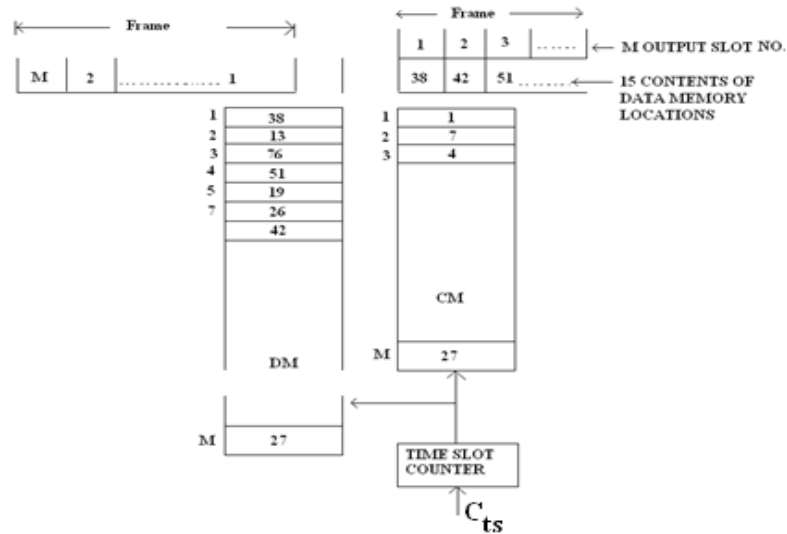 Frame
M 2 ................ 1
Frame
1 2 3 ...... M OUTPUT SLOT NO.
38 42 51 ........ 15 CONTENTS OF
DATA MEMORY
LOCATIONS
1 38
2 13
3 76
4 51
5 19
7 26
42
DM
M 27
1 1
2 7
3 4
CM
M 27
TIME SLOT
COUNTER
Cts